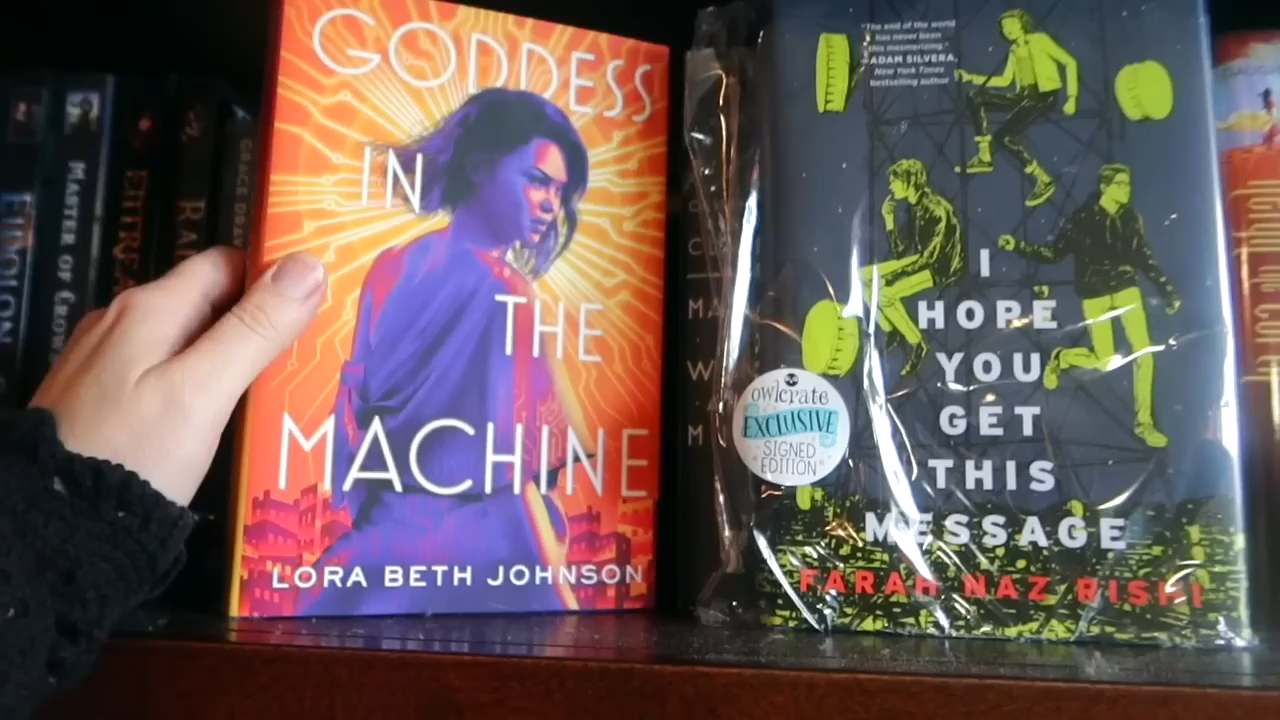 GODDESS
IN
THE
MACHINE
LORA BETH JOHNSON
"The end of the world
has never been
this mesmerizing."
ADAM SILVERA,
New York Times
bestselling author
I
HOPE
YOU
GET
THIS
MESSAGE
FARAH NAZ RISHI
owlcrate
EXCLUSIVE
SIGNED
EDITION
MASTER OF CROWS